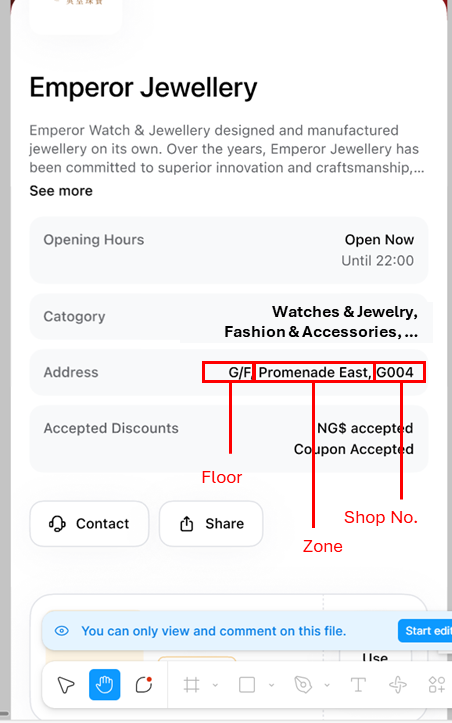 Emperor Jewellery
Emperor Watch & Jewellery designed and manufactured
jewellery on its own. Over the years, Emperor Jewellery has
been committed to superior innovation and craftsmanship,...
See more
Opening Hours
Open Now
Until 22:00
Catogory
Watches & Jewelry,
Fashion & Accessories, ...
Address
G/F, Promenade East, G004
Accepted Discounts
NG$ accepted
Coupon Accepted
Floor
Shop No.
Zone
Contact
Share
You can only view and comment on this file.
Start edit
Use